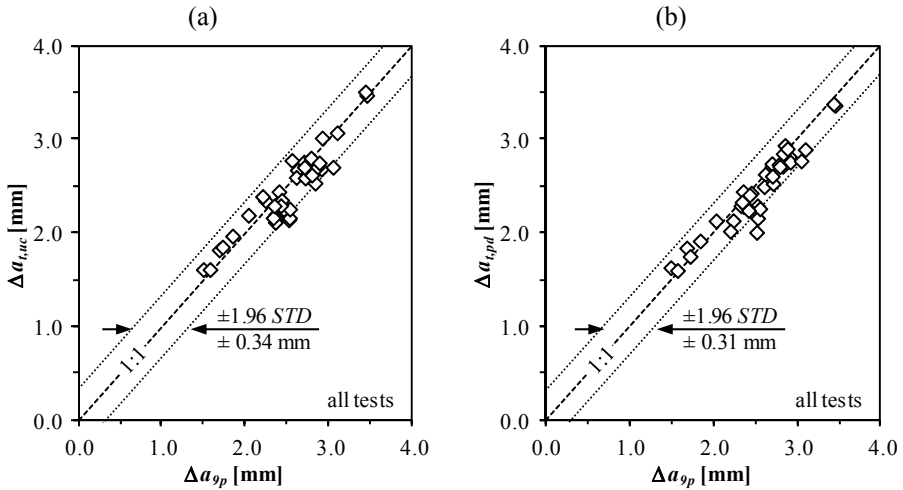 (a)
4.0
3.0
2.0
1.0
0.0
Δa_{t,uc} [mm]
1:1
±1.96 STD
± 0.34 mm
all tests
0.0 1.0 2.0 3.0 4.0
Δa_{9p} [mm]
(b)
4.0
3.0
2.0
1.0
0.0
Δa_{t,pd} [mm]
1:1
±1.96 STD
± 0.31 mm
all tests
0.0 1.0 2.0 3.0 4.0
Δa_{9p} [mm]